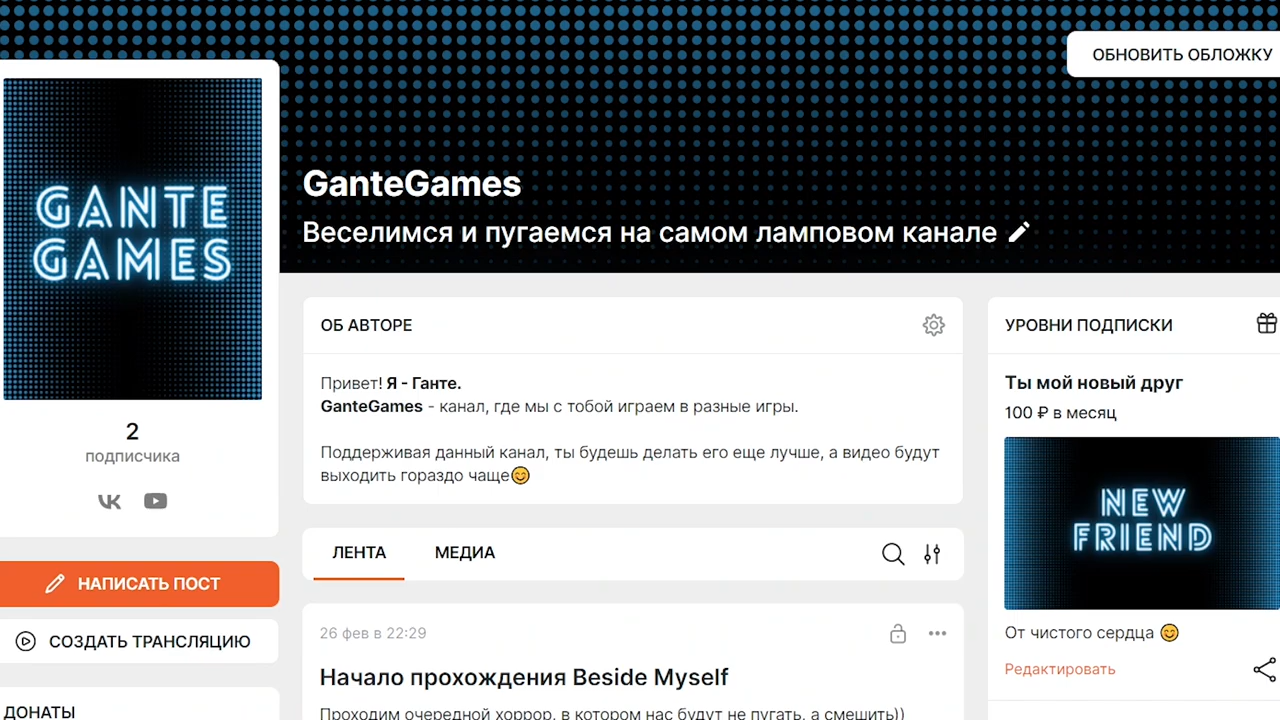 ОБНОВИТЬ ОБЛОЖКУ
GANTE
GAMES
GanteGames
Веселимся и пугаемся на самом ламповом канале
2
подписчика
НАПИСАТЬ ПОСТ
СОЗДАТЬ ТРАНСЛЯЦИЮ
ДОНАТЫ
ОБ АВТОРЕ
Привет! Я - Ганте.
GanteGames - канал, где мы с тобой играем в разные игры.
Поддерживая данный канал, ты будешь делать его еще лучше, а видео будут
выходить гораздо чаще😊
ЛЕНТА
МЕДИА
26 фев в 22:29
Начало прохождения Beside Myself
Проходим очередной хоррор, в котором нас будут не пугать, а смешить))
УРОВНИ ПОДПИСКИ
Ты мой новый друг
100 ₽ в месяц
NEW
FRIEND
От чистого сердца 😊
Редактировать